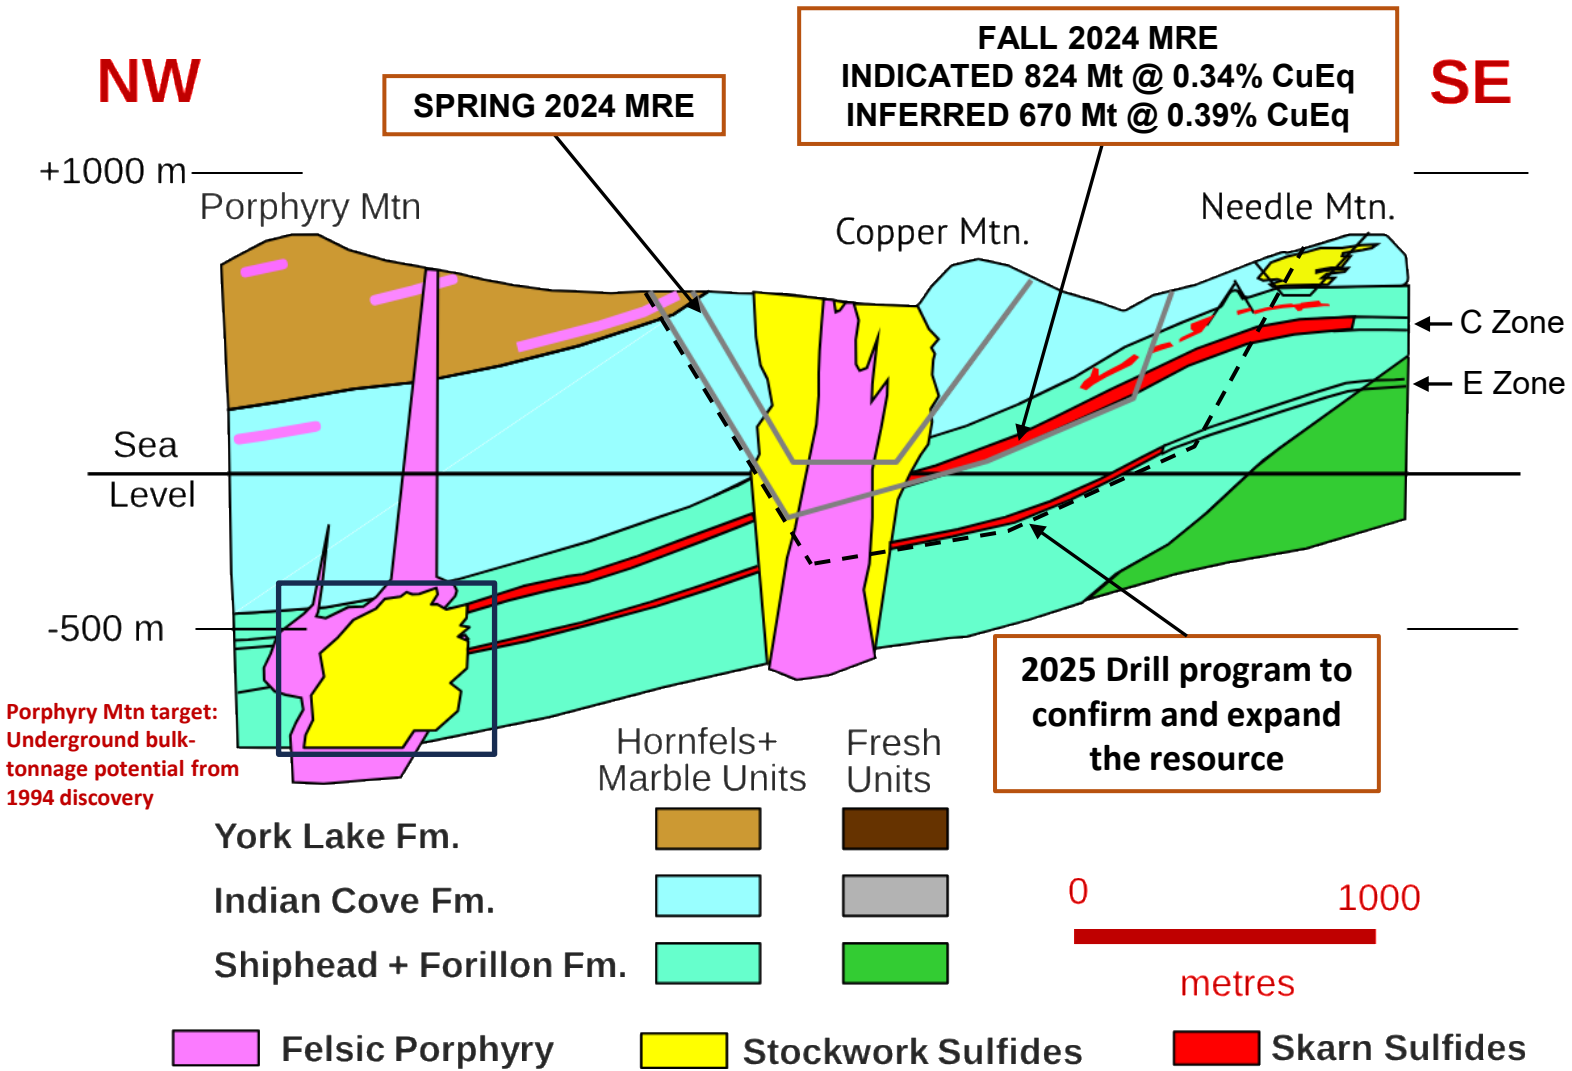 NW
SPRING 2024 MRE
FALL 2024 MRE
INDICATED 824 Mt @ 0.34% CuEq
INFERRED 670 Mt @ 0.39% CuEq
SE
+1000 m
Porphyry Mtn
Copper Mtn.
Needle Mtn.
C Zone
E Zone
Sea
Level
-500 m
Porphyry Mtn target:
Underground bulk-
tonnage potential from
1994 discovery
2025 Drill program to
confirm and expand
the resource
Hornfels+
Marble Units
Fresh
Units
York Lake Fm.
Indian Cove Fm.
Shiphead + Forillon Fm.
0
1000
metres
Felsic Porphyry
Stockwork Sulfides
Skarn Sulfides